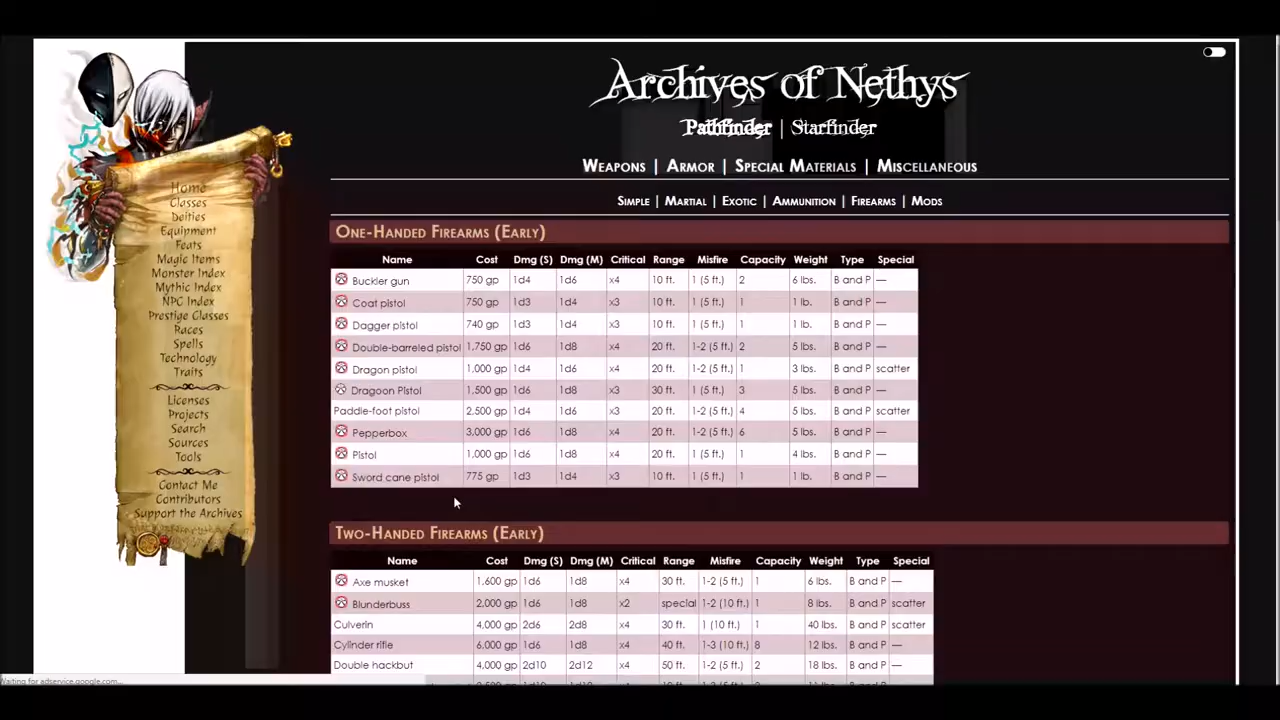 Archives of Nethys
Pathfinder | Starfinder
Weapons | Armor | Special Materials | Miscellaneous
Simple | Martial | Exotic | Ammunition | Firearms | Mods
Home
Classes
Deities
Equipment
Feats
Magic Items
Monster Index
Mythic Index
NPC Index
Prestige Classes
Races
Spells
Technology
Traits
Licenses
Projects
Search
Sources
Tools
Contact Me
Contributors
Support the Archives
One-Handed Firearms (Early)
Name Cost Dmg (S) Dmg (M) Critical Range Misfire Capacity Weight Type Special
Buckler gun 750 gp 1d4 1d6 x4 10 ft. 1 (5 ft.) 2 6 lbs. B and P —
Coat pistol 750 gp 1d3 1d4 x3 10 ft. 1 (5 ft.) 1 1 lb. B and P —
Dagger pistol 740 gp 1d3 1d4 x3 10 ft. 1 (5 ft.) 1 1 lb. B and P —
Double-barreled pistol 1,750 gp 1d6 1d8 x4 20 ft. 1-2 (5 ft.) 2 5 lbs. B and P —
Dragon pistol 1,000 gp 1d4 1d6 x4 20 ft. 1-2 (5 ft.) 1 3 lbs. B and P scatter
Dragoon Pistol 1,500 gp 1d6 1d8 x3 30 ft. 1 (5 ft.) 3 5 lbs. B and P —
Paddle-foot pistol 2,500 gp 1d4 1d6 x3 20 ft. 1-2 (5 ft.) 4 5 lbs. B and P scatter
Pepperbox 3,000 gp 1d6 1d8 x4 20 ft. 1-2 (5 ft.) 6 5 lbs. B and P —
Pistol 1,000 gp 1d6 1d8 x4 20 ft. 1 (5 ft.) 1 4 lbs. B and P —
Sword cane pistol 775 gp 1d3 1d4 x3 10 ft. 1 (5 ft.) 1 1 lb. B and P —
Two-Handed Firearms (Early)
Name Cost Dmg (S) Dmg (M) Critical Range Misfire Capacity Weight Type Special
Axe musket 1,600 gp 1d6 1d8 x4 30 ft. 1-2 (5 ft.) 1 6 lbs. B and P —
Blunderbuss 2,000 gp 1d6 1d8 x2 special 1-2 (10 ft.) 1 8 lbs. B and P scatter
Culverin 4,000 gp 2d6 2d8 x4 30 ft. 1 (10 ft.) 1 40 lbs. B and P scatter
Cylinder rifle 6,000 gp 1d6 1d8 x4 40 ft. 1-3 (10 ft.) 8 12 lbs. B and P —
Double hackbut 4,000 gp 2d10 2d12 x4 50 ft. 1-2 (5 ft.) 2 18 lbs. B and P —
Waiting for adservice.google.com...